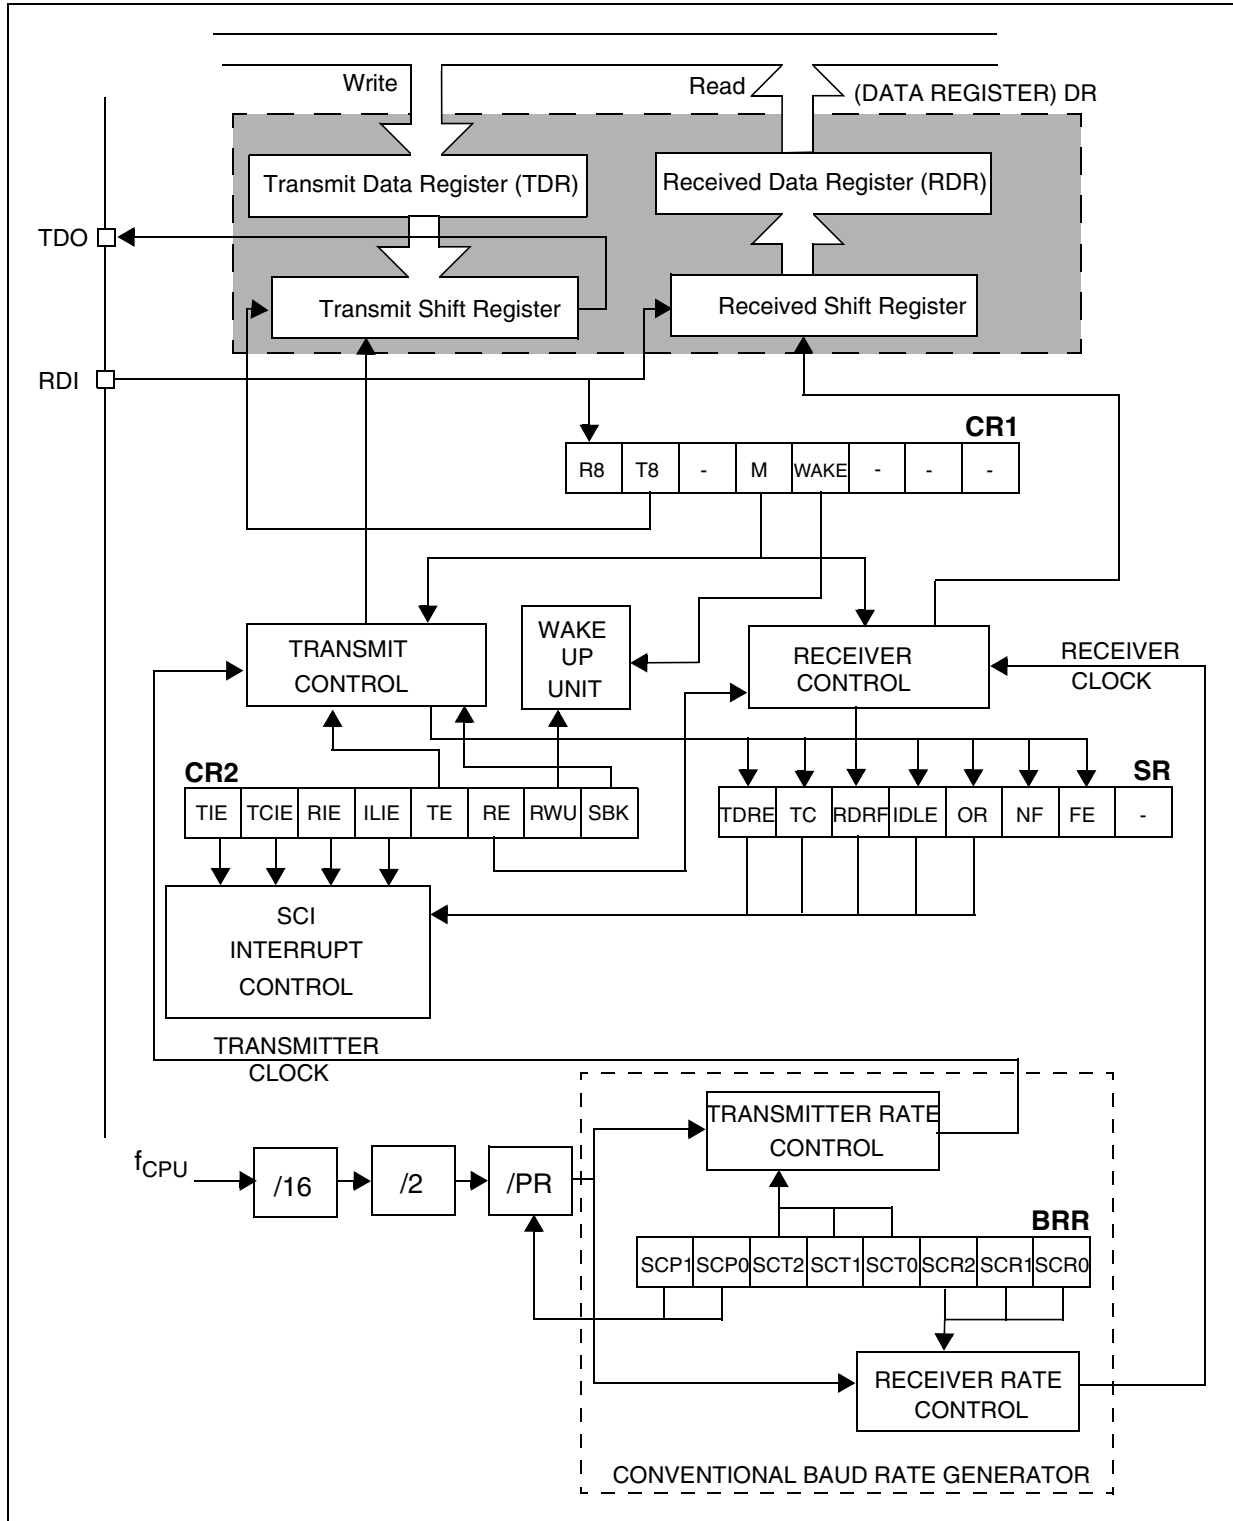 Write
Read
(DATA REGISTER) DR
Transmit Data Register (TDR)
Received Data Register (RDR)
TDO
Transmit Shift Register
Received Shift Register
RDI
CR1
R8 T8 - M WAKE - - -
TRANSMIT
CONTROL
WAKE
UP
UNIT
RECEIVER
CONTROL
RECEIVER
CLOCK
CR2
SR
TIE TCIE RIE ILIE TE RE RWU SBK
TDRE TC RDRF IDLE OR NF FE -
SCI
INTERRUPT
CONTROL
TRANSMITTER
CLOCK
TRANSMITTER RATE
CONTROL
fCPU
/16
/2
/PR
BRR
SCP1 SCP0 SCT2 SCT1 SCT0 SCR2 SCR1 SCR0
RECEIVER RATE
CONTROL
CONVENTIONAL BAUD RATE GENERATOR